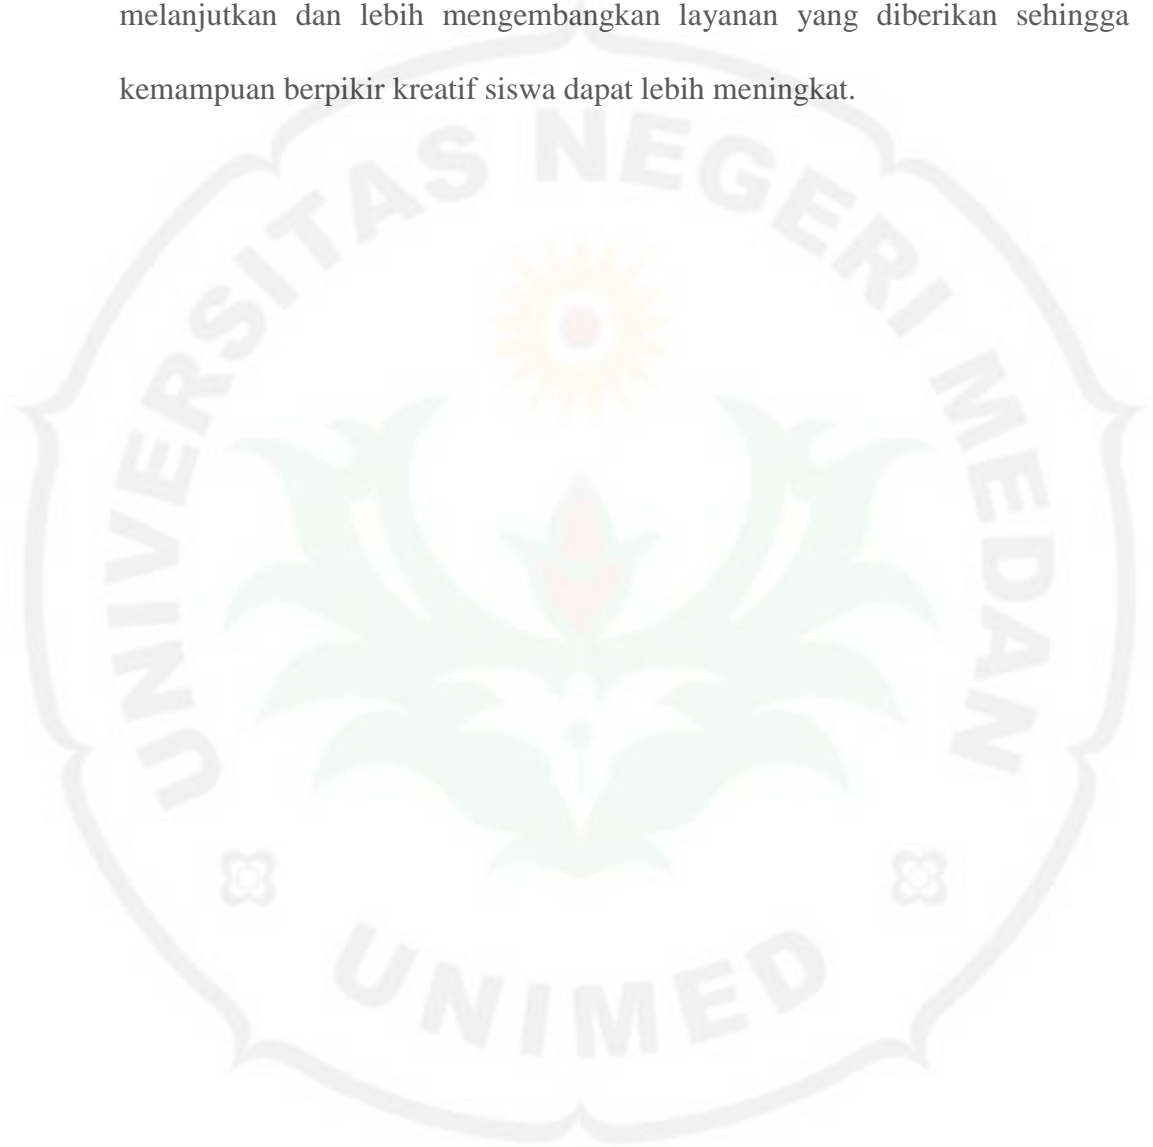 melanjutkan dan lebih mengembangkan layanan yang diberikan sehingga
kemampuan berpikir kreatif siswa dapat lebih meningkat.
UNIVERSITAS NEGERI MEDAN
UNIMED